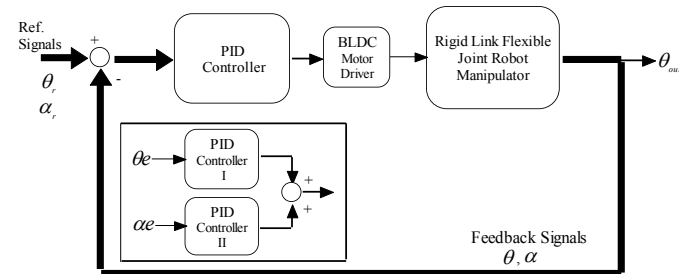 Ref.
Signals
θr
αr
+
-
PID
Controller
BLDC
Motor
Driver
Rigid Link Flexible
Joint Robot
Manipulator
θe
PID
Controller
I
+
+
αe
PID
Controller
II
Feedback Signals
θ, α